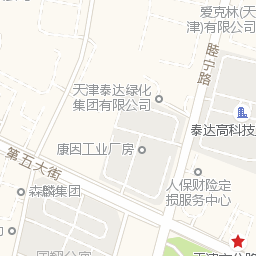 爱克林(天
津)有限公司
睦宁路
天津泰达绿化
集团有限公司
泰达高科技
第五大街
康因工业厂房
森麟集团
人保财险定
损服务中心